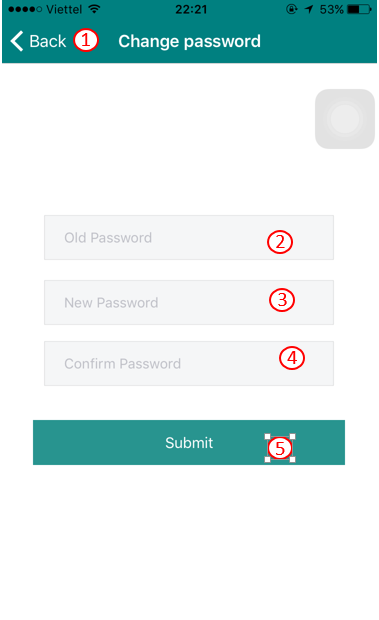 Viettel 22:21 53%
Back 1 Change password
Old Password 2
New Password 3
Confirm Password 4
Submit 5